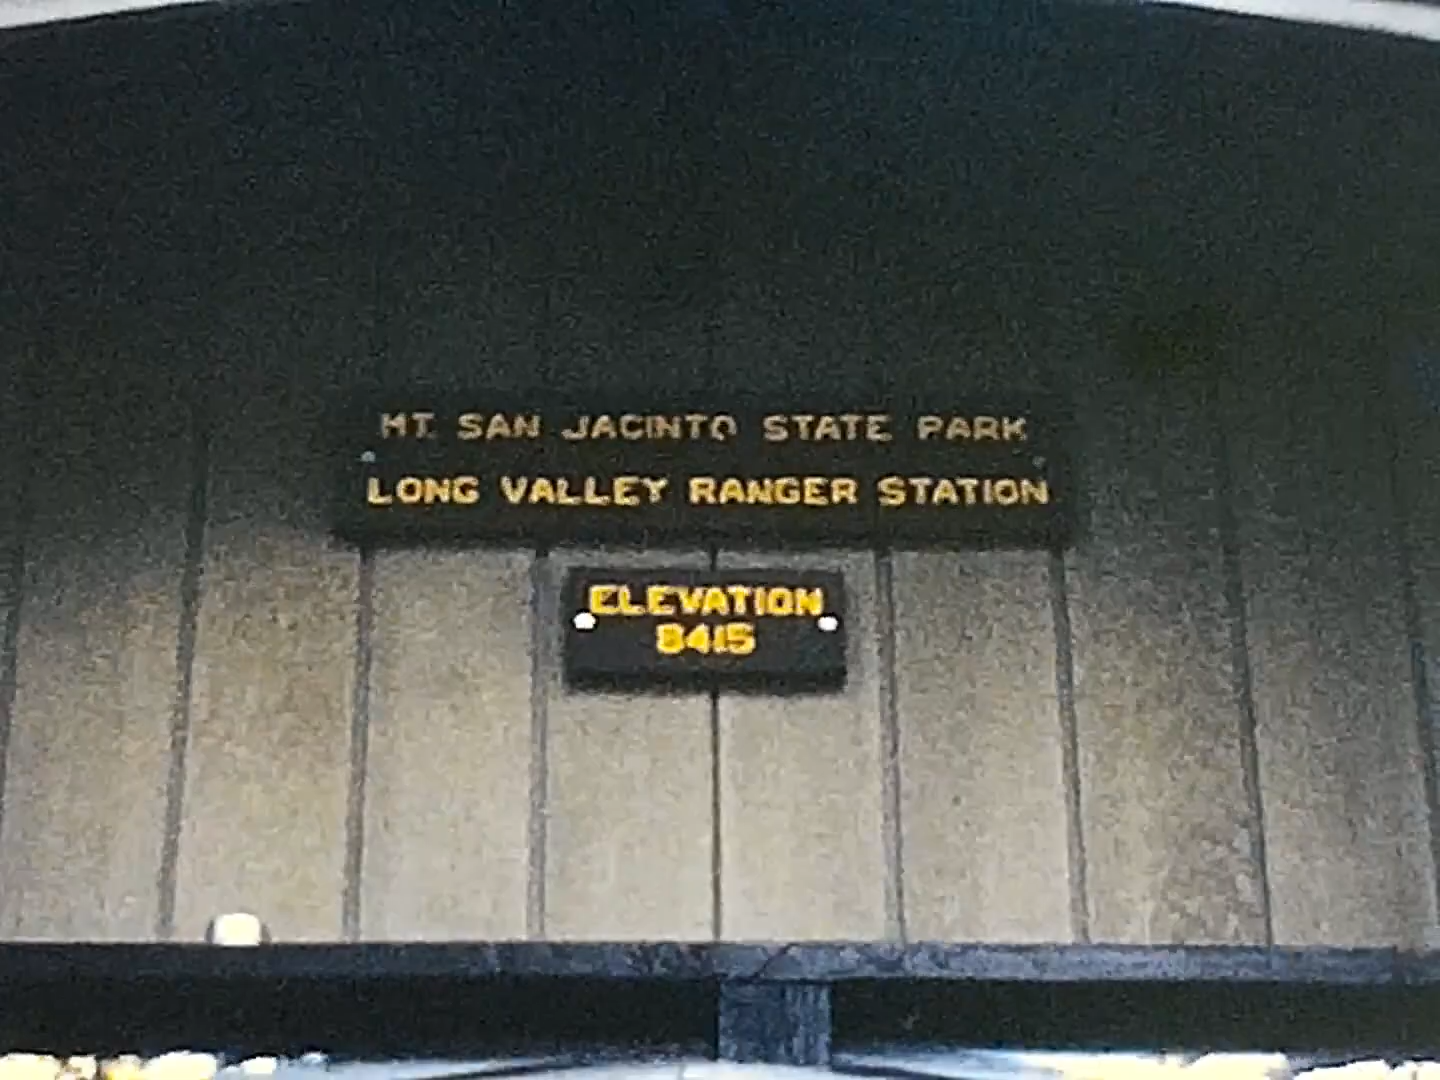 MT. SAN JACINTO STATE PARK
LONG VALLEY RANGER STATION
ELEVATION
8415